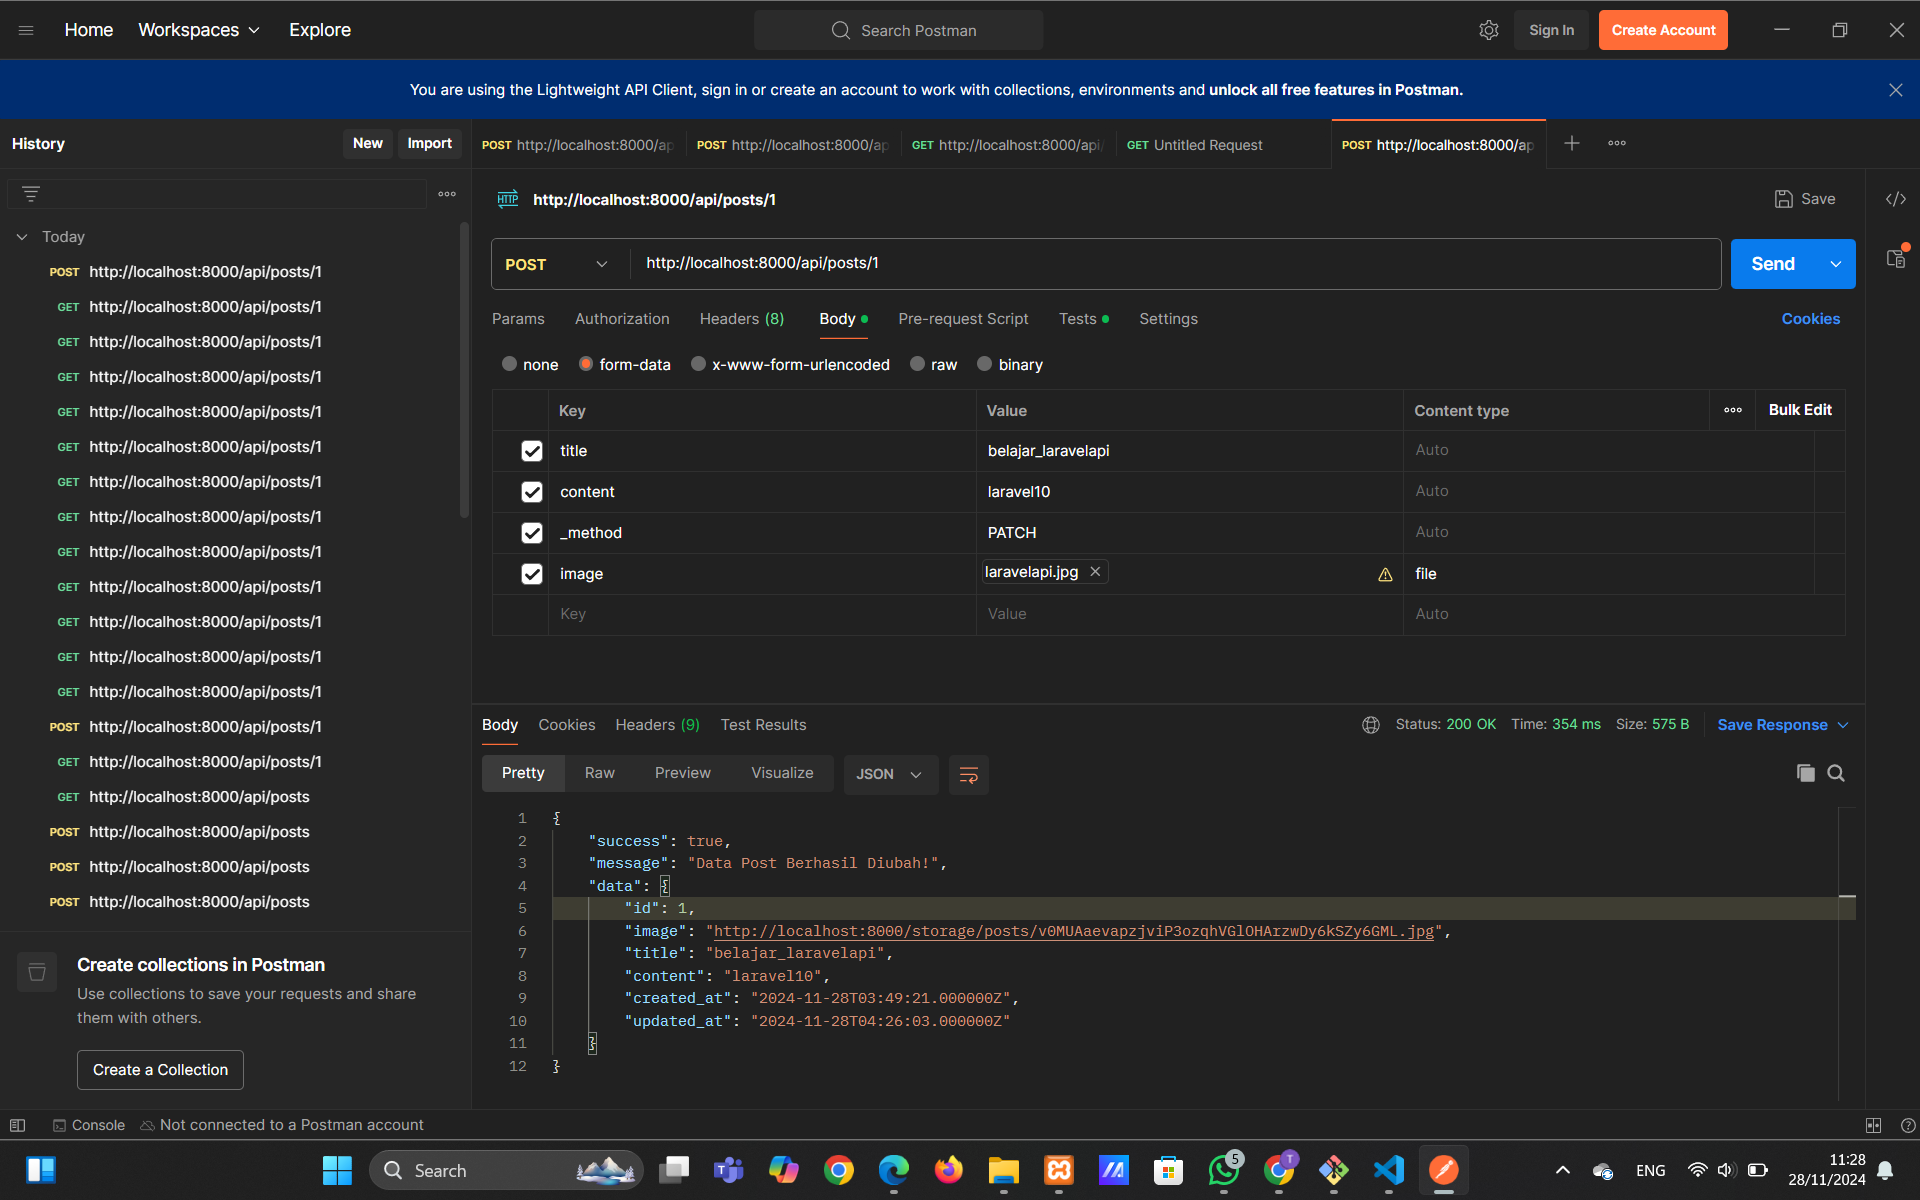 Home Workspaces Explore Search Postman Sign In Create Account
You are using the Lightweight API Client, sign in or create an account to work with collections, environments and unlock all free features in Postman.
History New Import
POST http://localhost:8000/ap POST http://localhost:8000/ap GET http://localhost:8000/api/ GET Untitled Request POST http://localhost:8000/ap
HTTP http://localhost:8000/api/posts/1 Save
Today
POST http://localhost:8000/api/posts/1
GET http://localhost:8000/api/posts/1
GET http://localhost:8000/api/posts/1
GET http://localhost:8000/api/posts/1
GET http://localhost:8000/api/posts/1
GET http://localhost:8000/api/posts/1
GET http://localhost:8000/api/posts/1
GET http://localhost:8000/api/posts/1
GET http://localhost:8000/api/posts/1
GET http://localhost:8000/api/posts/1
GET http://localhost:8000/api/posts/1
GET http://localhost:8000/api/posts/1
GET http://localhost:8000/api/posts/1
POST http://localhost:8000/api/posts/1
GET http://localhost:8000/api/posts/1
GET http://localhost:8000/api/posts
POST http://localhost:8000/api/posts
POST http://localhost:8000/api/posts
POST http://localhost:8000/api/posts
Create collections in Postman
Use collections to save your requests and share
them with others.
Create a Collection
POST http://localhost:8000/api/posts/1 Send
Params Authorization Headers (8) Body Pre-request Script Tests Settings Cookies
none form-data x-www-form-urlencoded raw binary
Key Value Content type Bulk Edit
title belajar_laravelapi Auto
content laravel10 Auto
_method PATCH Auto
image laravelapi.jpg file
Key Value Auto
Body Cookies Headers (9) Test Results Status: 200 OK Time: 354 ms Size: 575 B Save Response
Pretty Raw Preview Visualize JSON
1 {
2 "success": true,
3 "message": "Data Post Berhasil Diubah!",
4 "data": {
5 "id": 1,
6 "image": "http://localhost:8000/storage/posts/v0MUAaevapzjviP3ozqhVGlOHArzwDy6kSZy6GML.jpg",
7 "title": "belajar_laravelapi",
8 "content": "laravel10",
9 "created_at": "2024-11-28T03:49:21.000000Z",
10 "updated_at": "2024-11-28T04:26:03.000000Z"
11 }
12 }
Console Not connected to a Postman account
Search 5 T ENG 11:28
28/11/2024